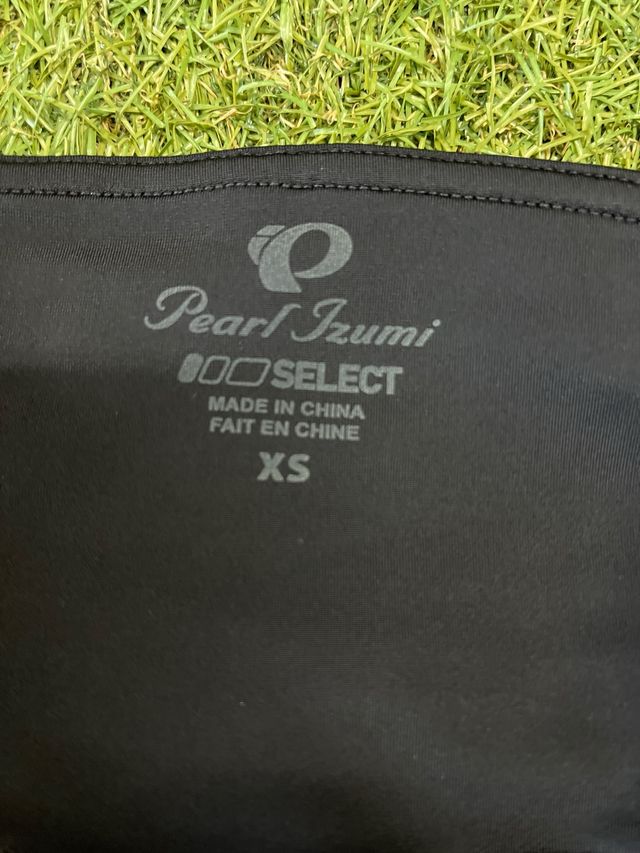 Pearl Izumi
SELECT
MADE IN CHINA
FAIT EN CHINE
XS